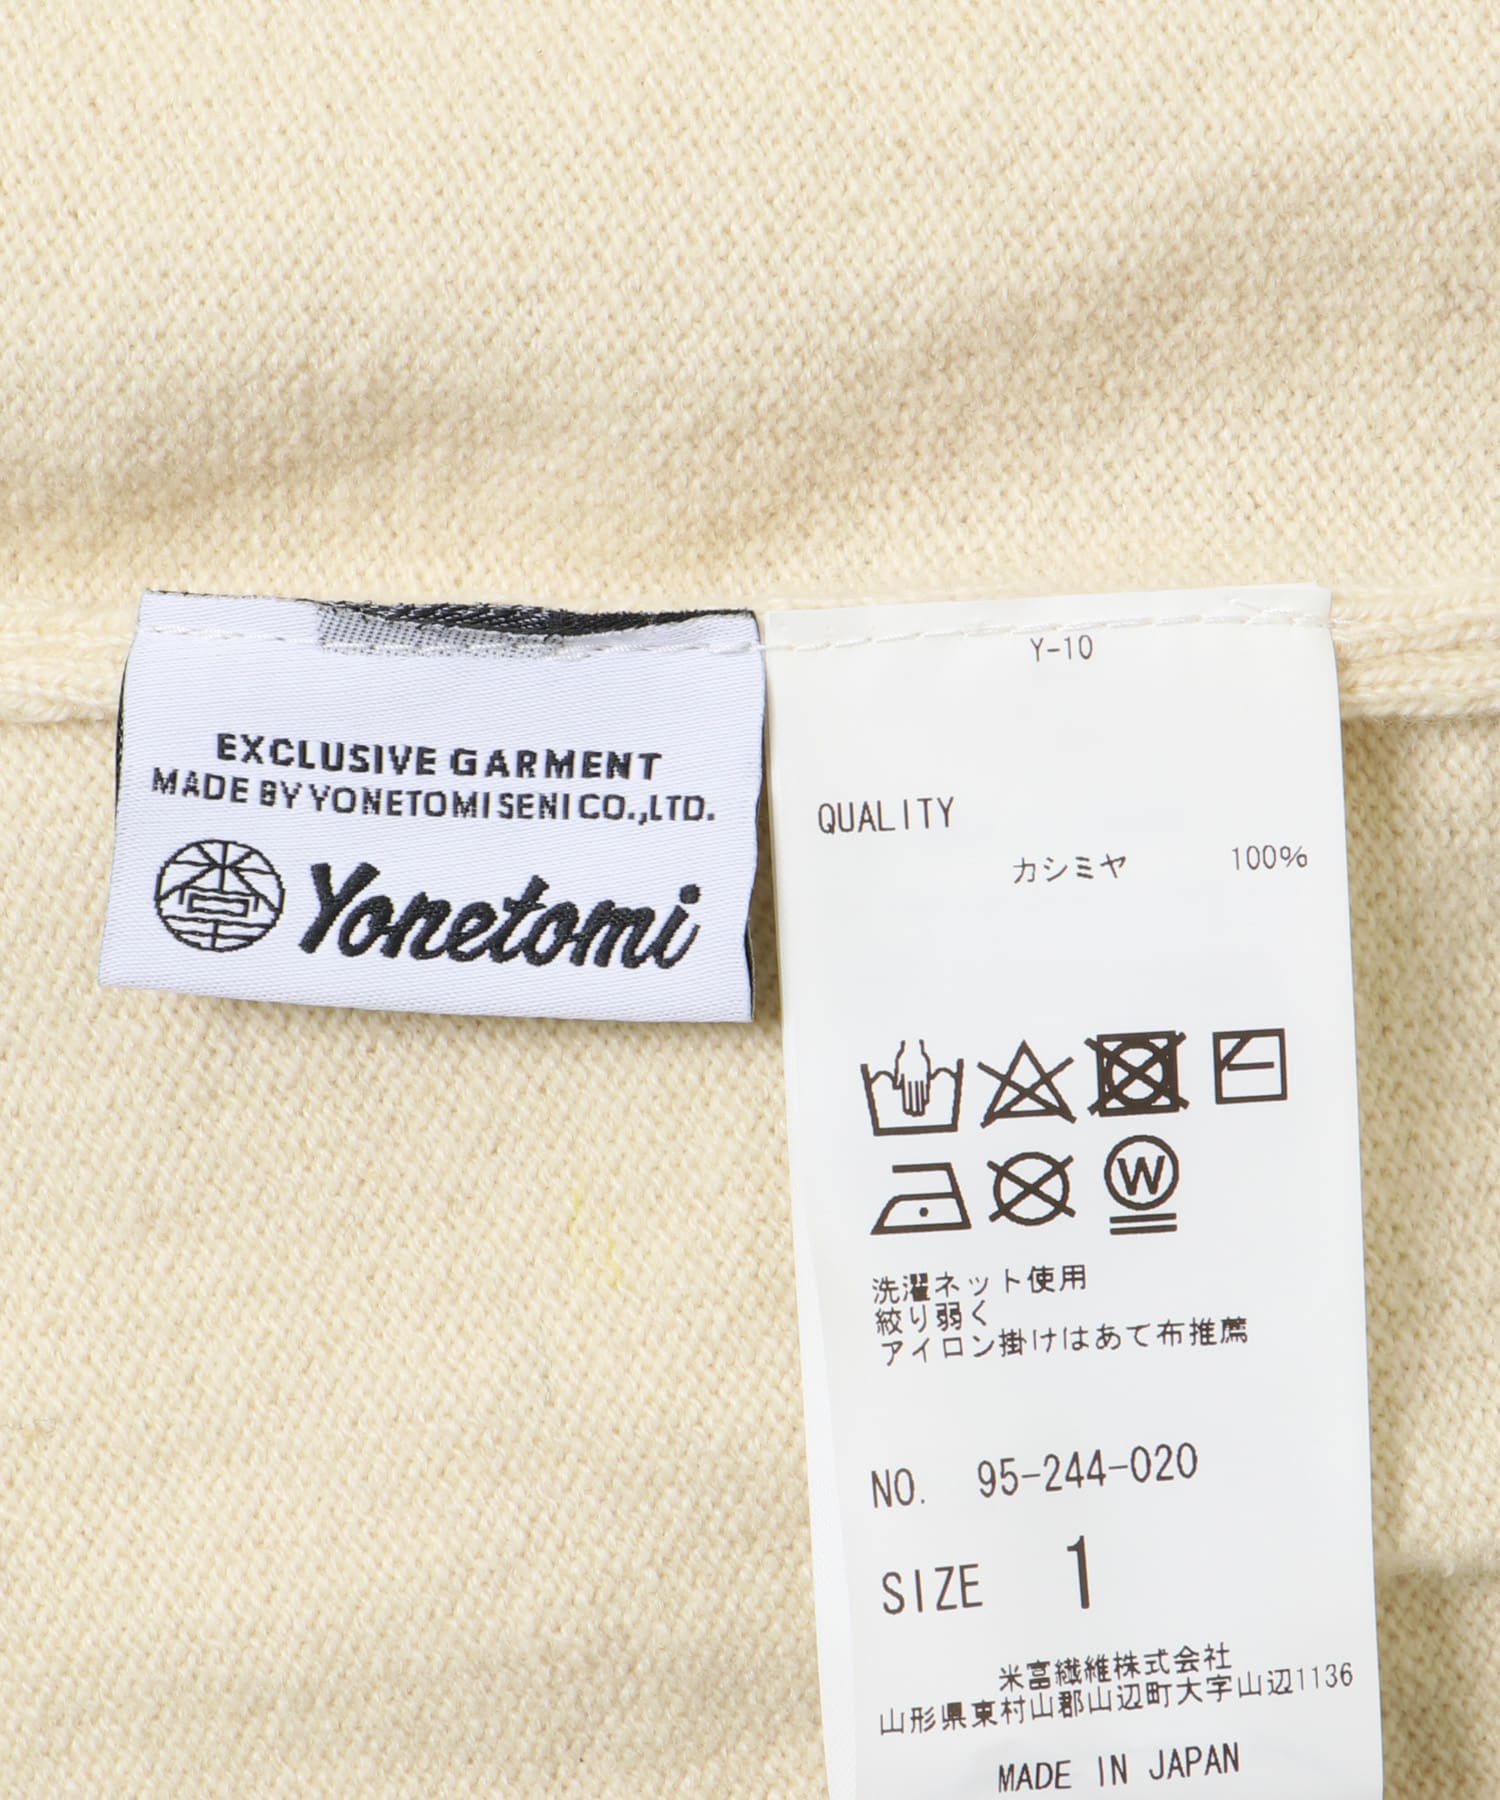 EXCLUSIVE GARMENT
MADE BY YONETOMI SENI CO.,LTD.
Yonetomi
Y-10
QUALITY
カシミヤ 100%
W
洗濯ネット使用
絞り弱く
アイロン掛けはあて布推薦
NO. 95-244-020
SIZE 1
米富繊維株式会社
山形県東村山郡山辺町大字山辺1136
MADE IN JAPAN